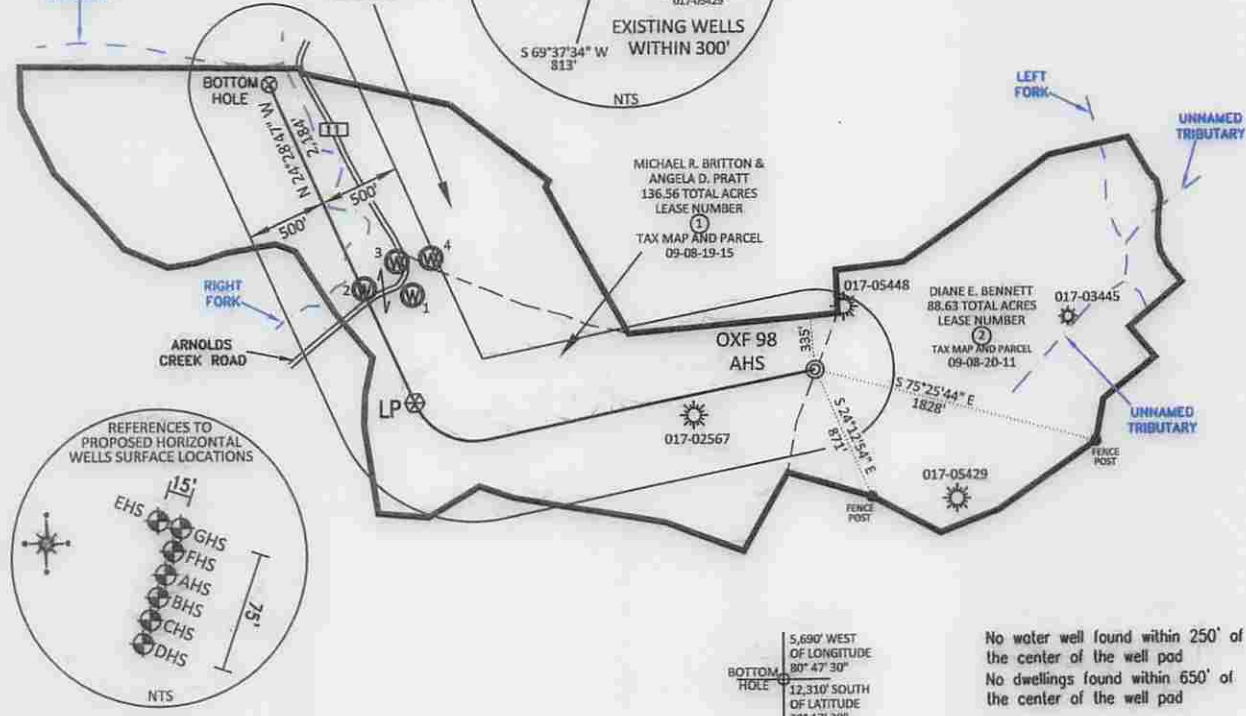 017-05429
EXISTING WELLS
WITHIN 300'
S 69°37'34" W
813'
NTS
BOTTOM
HOLE
N 24°28'47" W
2,184'
11
500'
500'
LEFT
FORK
UNNAMED
TRIBUTARY
MICHAEL R. BRITTON &
ANGELA D. PRATT
136.56 TOTAL ACRES
LEASE NUMBER
1
TAX MAP AND PARCEL
09-08-19-15
W
3
W
4
W
2
W
1
RIGHT
FORK
ARNOLDS
CREEK ROAD
017-05448
DIANE E. BENNETT
88.63 TOTAL ACRES
LEASE NUMBER
2
TAX MAP AND PARCEL
09-08-20-11
017-03445
OXF 98
AHS
335'
LP
017-02567
S 75°25'44" E
1828'
S 24°12'54" E
871'
UNNAMED
TRIBUTARY
FENCE
POST
017-05429
FENCE
POST
REFERENCES TO
PROPOSED HORIZONTAL
WELLS SURFACE LOCATIONS
15'
EHS
GHS
FHS
AHS
BHS
CHS
DHS
75'
NTS
BOTTOM
HOLE
5,690' WEST
OF LONGITUDE
80° 47' 30"
12,310' SOUTH
OF LATITUDE
No water well found within 250' of
the center of the well pad
No dwellings found within 650' of
the center of the well pad